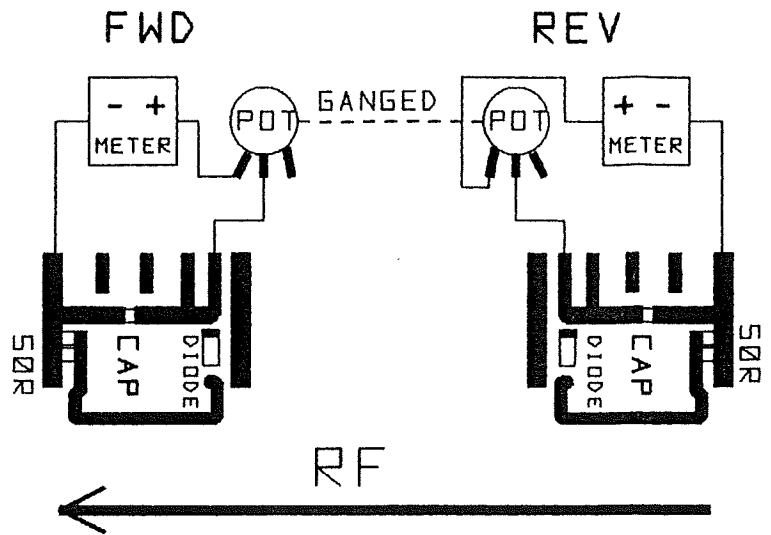 FWD
REV
- +
METER
POT
GANGED
POT
+ -
METER
50R
CAP
DIODE
DIODE
CAP
50R
RF